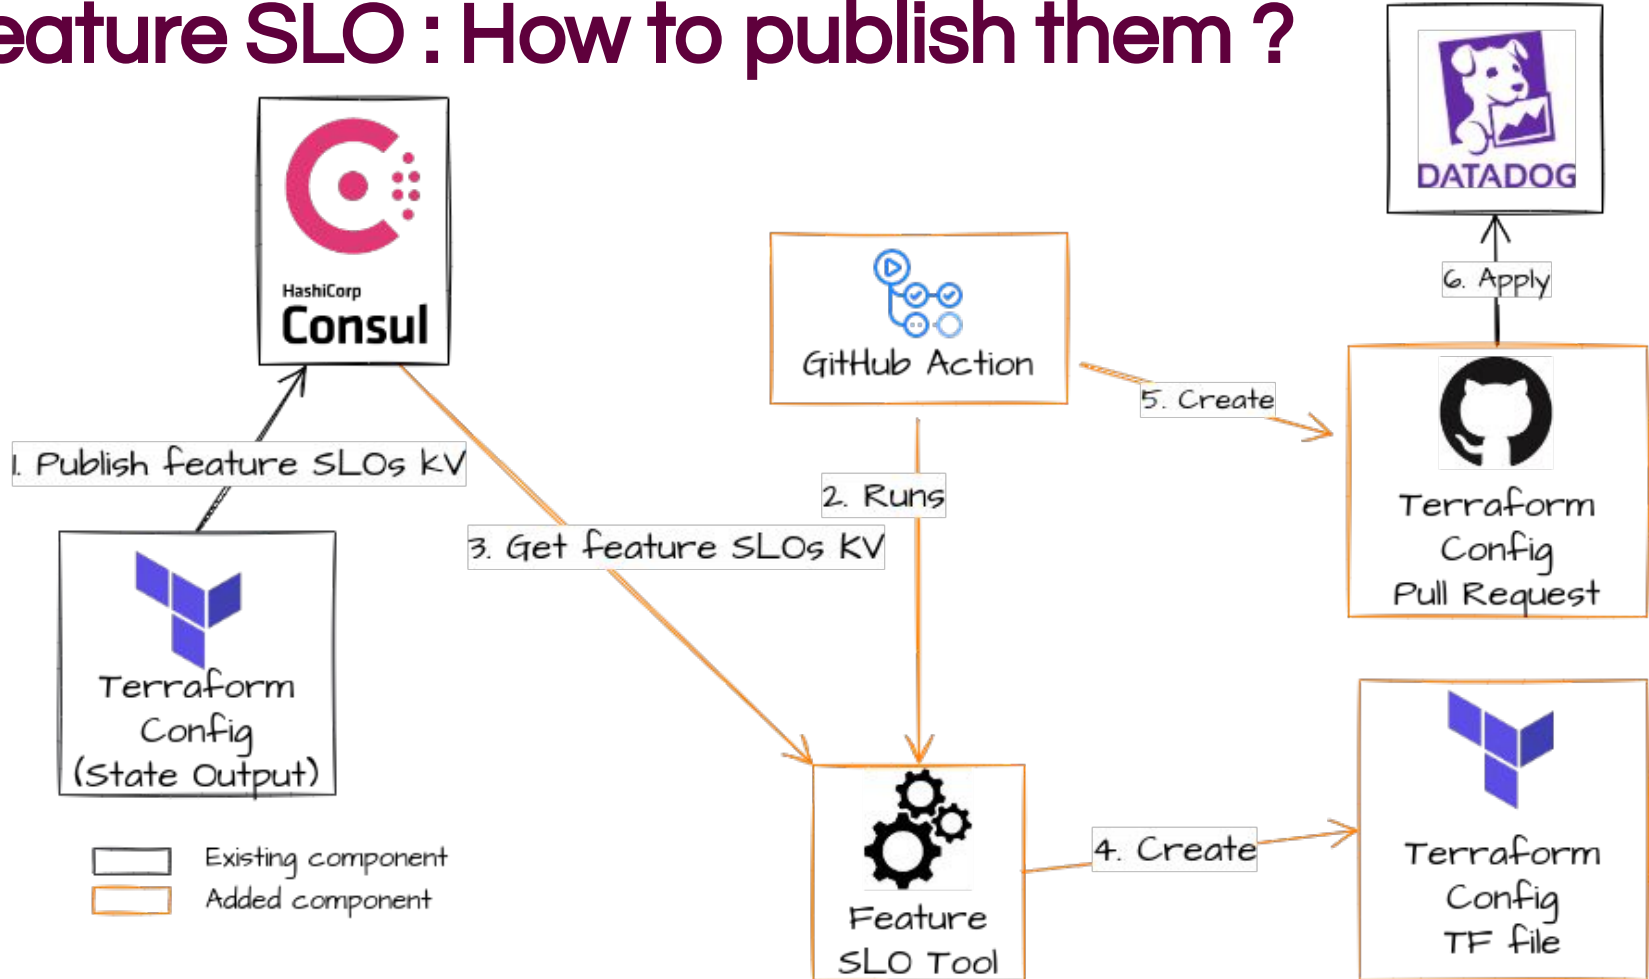 eature SLO : How to publish them ?
HashiCorp
Consul
DATADOG
6. Apply
GitHub Action
5. Create
1. Publish feature SLOs KV
2. Runs
3. Get feature SLOs KV
Terraform
Config
Pull Request
Terraform
Config
(State Output)
Existing component
Added component
4. Create
Feature
SLO Tool
Terraform
Config
TF file